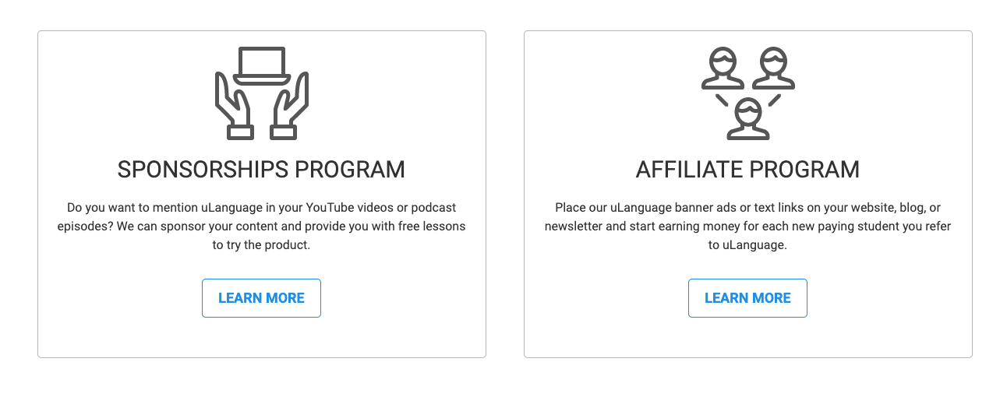 SPONSORSHIPS PROGRAM
Do you want to mention uLanguage in your YouTube videos or podcast
episodes? We can sponsor your content and provide you with free lessons
to try the product.
LEARN MORE
AFFILIATE PROGRAM
Place our uLanguage banner ads or text links on your website, blog, or
newsletter and start earning money for each new paying student you refer
to uLanguage.
LEARN MORE